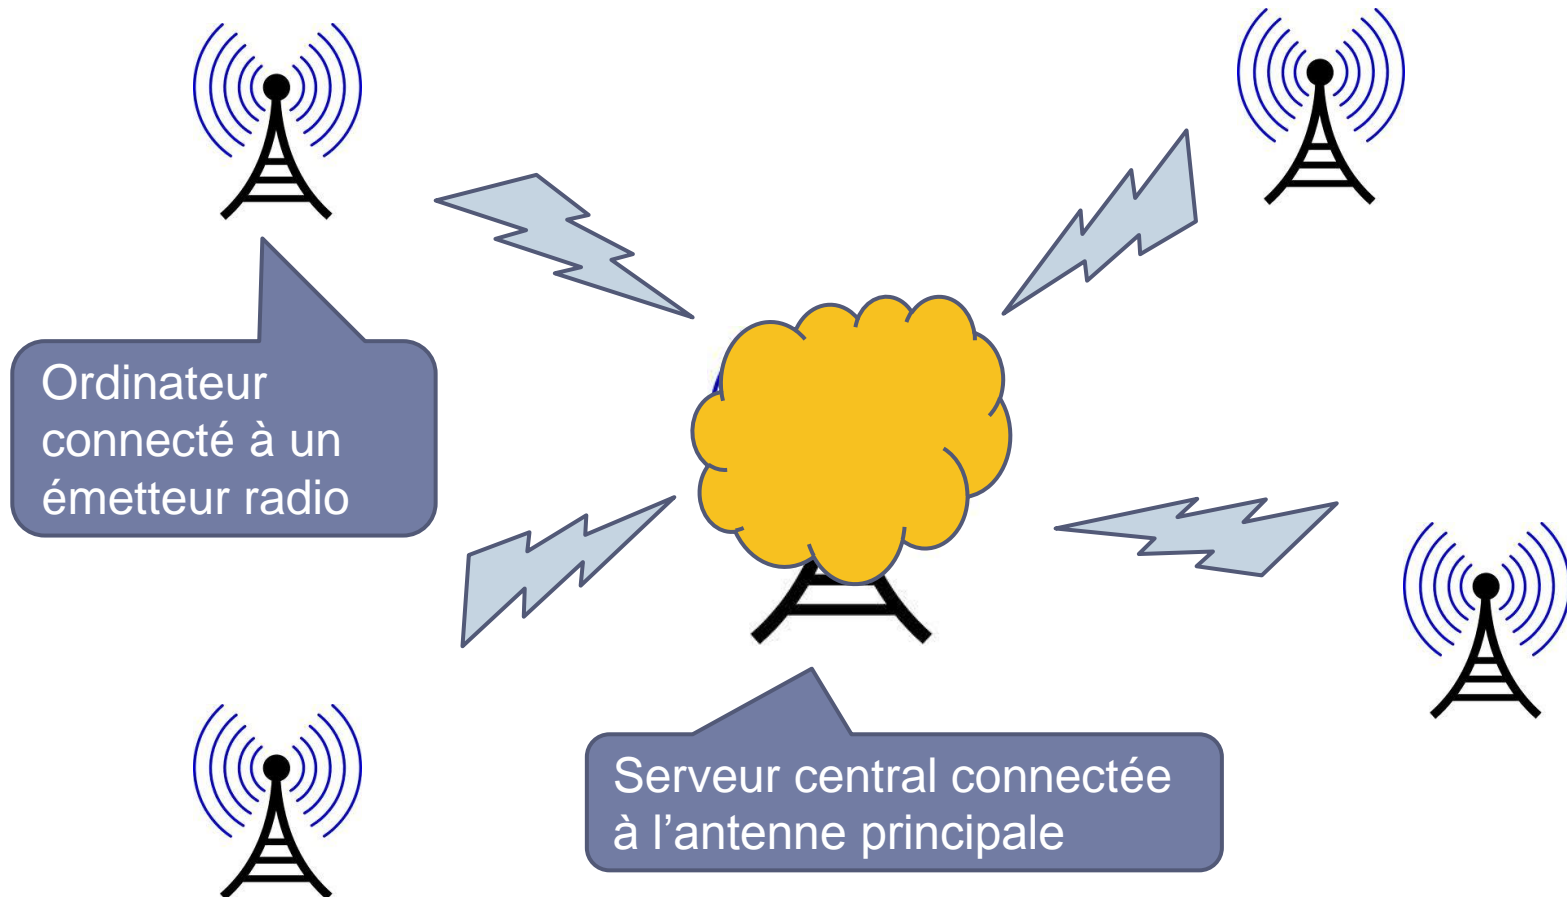 Ordinateur
connecté à un
émetteur radio
Serveur central connectée
à l’antenne principale